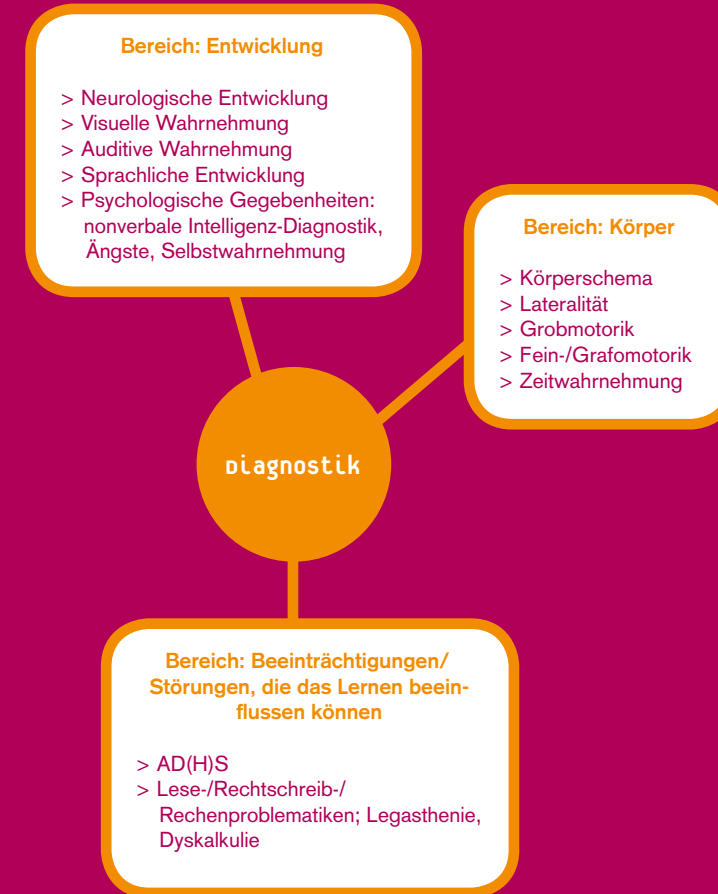 Bereich: Entwicklung
> Neurologische Entwicklung
> Visuelle Wahrnehmung
> Auditive Wahrnehmung
> Sprachliche Entwicklung
> Psychologische Gegebenheiten:
nonverbale Intelligenz-Diagnostik,
Ängste, Selbstwahrnehmung
Bereich: Körper
> Körperschema
> Lateralität
> Grobmotorik
> Fein-/Grafomotorik
> Zeitwahrnehmung
Diagnostik
Bereich: Beeinträchtigungen/
Störungen, die das Lernen beein-
flussen können
> AD(H)S
> Lese-/Rechtschreib-/
Rechenproblematiken; Legasthenie,
Dyskalkulie